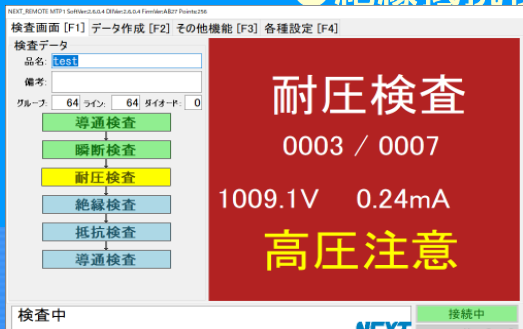 NEXT_REMOTE MTP1 SoftVer:2.6.0.4 DllVer:2.6.0.4 FirmVer:AB27 Points:256
検査画面 [F1] データ作成 [F2] その他機能 [F3] 各種設定 [F4]
検査データ
品名: test
備考:
グループ: 64 ライン: 64 ダイオード: 0
導通検査
瞬断検査
耐圧検査
絶縁検査
抵抗検査
導通検査
耐圧検査
0003 / 0007
1009.1V 0.24mA
高圧注意
検査中
NEXT
接続中